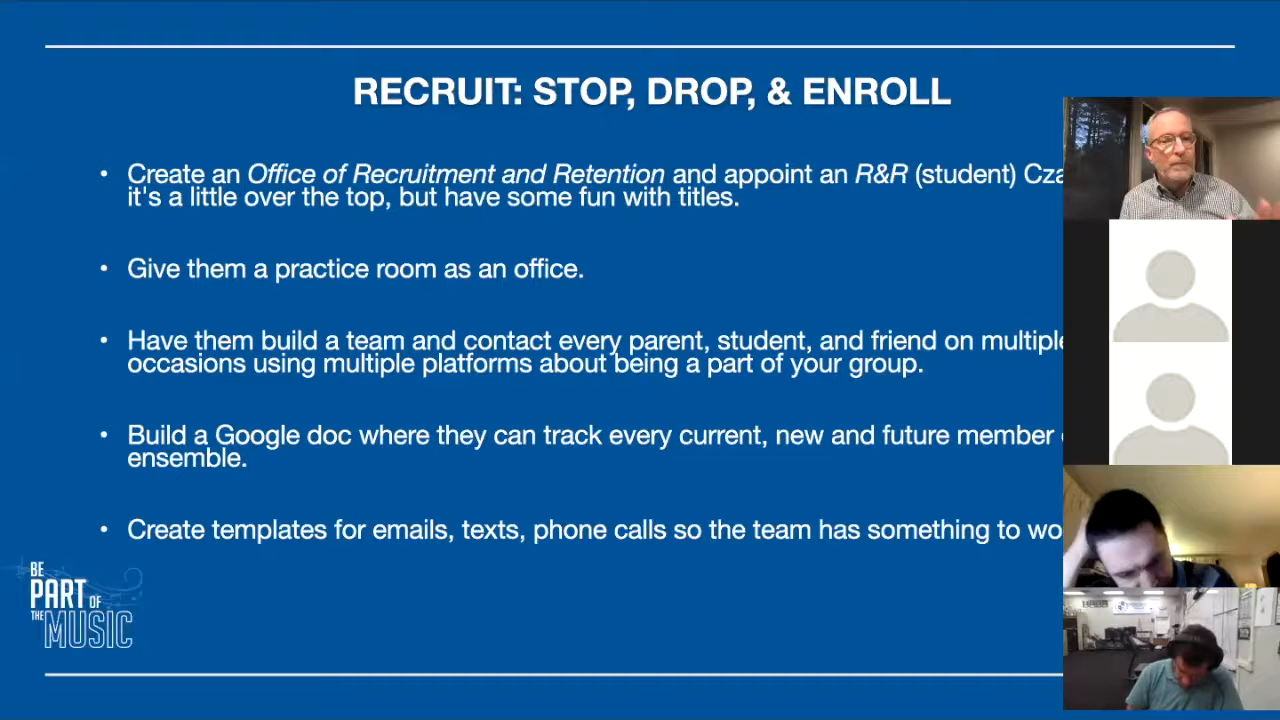 RECRUIT: STOP, DROP, & ENROLL
• Create an Office of Recruitment and Retention and appoint an R&R (student) Cza
it's a little over the top, but have some fun with titles.
• Give them a practice room as an office.
• Have them build a team and contact every parent, student, and friend on multiple
occasions using multiple platforms about being a part of your group.
• Build a Google doc where they can track every current, new and future member
ensemble.
• Create templates for emails, texts, phone calls so the team has something to wo
BE
PART OF
THE MUSIC